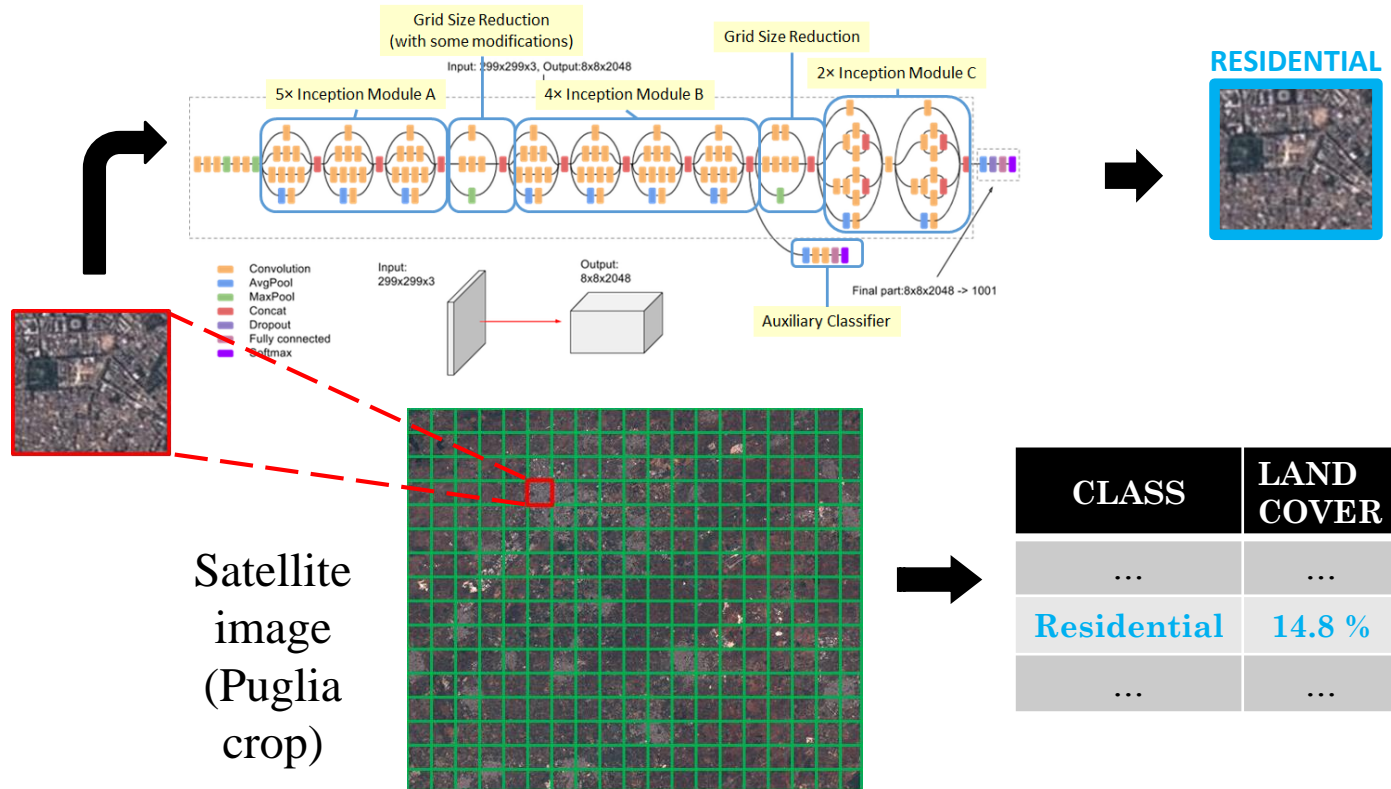 Grid Size Reduction
(with some modifications)
Grid Size Reduction
Input: 299x299x3, Output:8x8x2048
2× Inception Module C
RESIDENTIAL
5× Inception Module A
4× Inception Module B
Convolution
AvgPool
MaxPool
Concat
Dropout
Fully connected
Softmax
Input:
299x299x3
Output:
8x8x2048
Final part:8x8x2048 -> 1001
Auxiliary Classifier
Satellite
image
(Puglia
crop)
CLASS
LAND
COVER
...
...
Residential
14.8 %
...
...